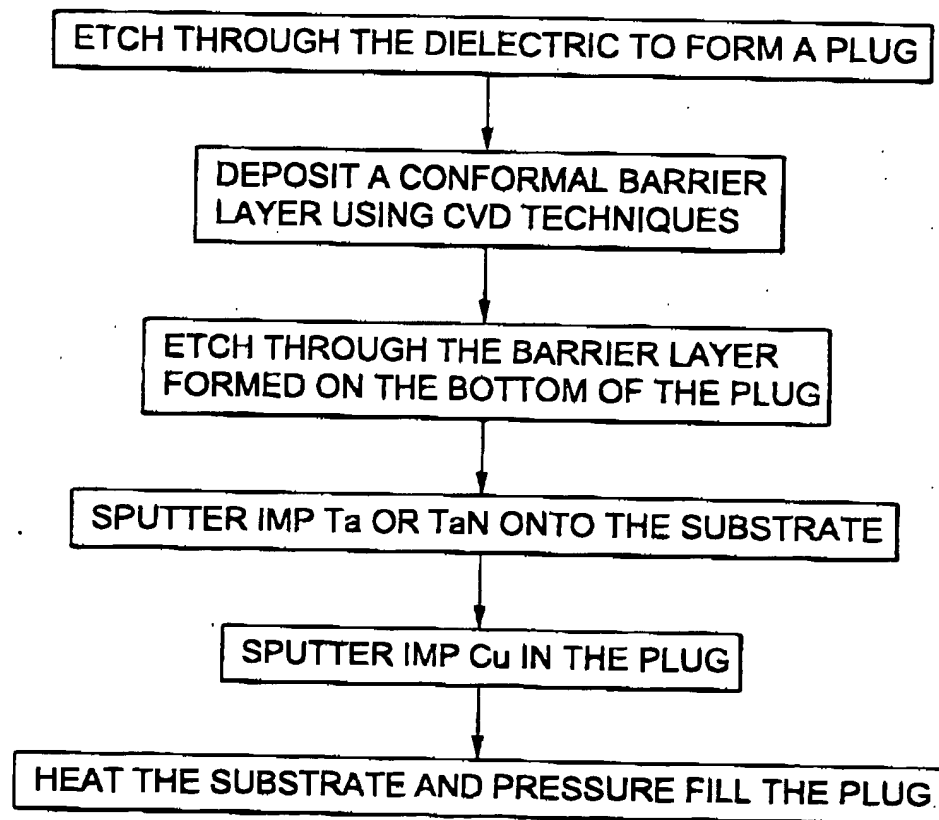 ETCH THROUGH THE DIELECTRIC TO FORM A PLUG
DEPOSIT A CONFORMAL BARRIER
LAYER USING CVD TECHNIQUES
ETCH THROUGH THE BARRIER LAYER
FORMED ON THE BOTTOM OF THE PLUG
SPUTTER IMP Ta OR TaN ONTO THE SUBSTRATE
SPUTTER IMP Cu IN THE PLUG
HEAT THE SUBSTRATE AND PRESSURE FILL THE PLUG